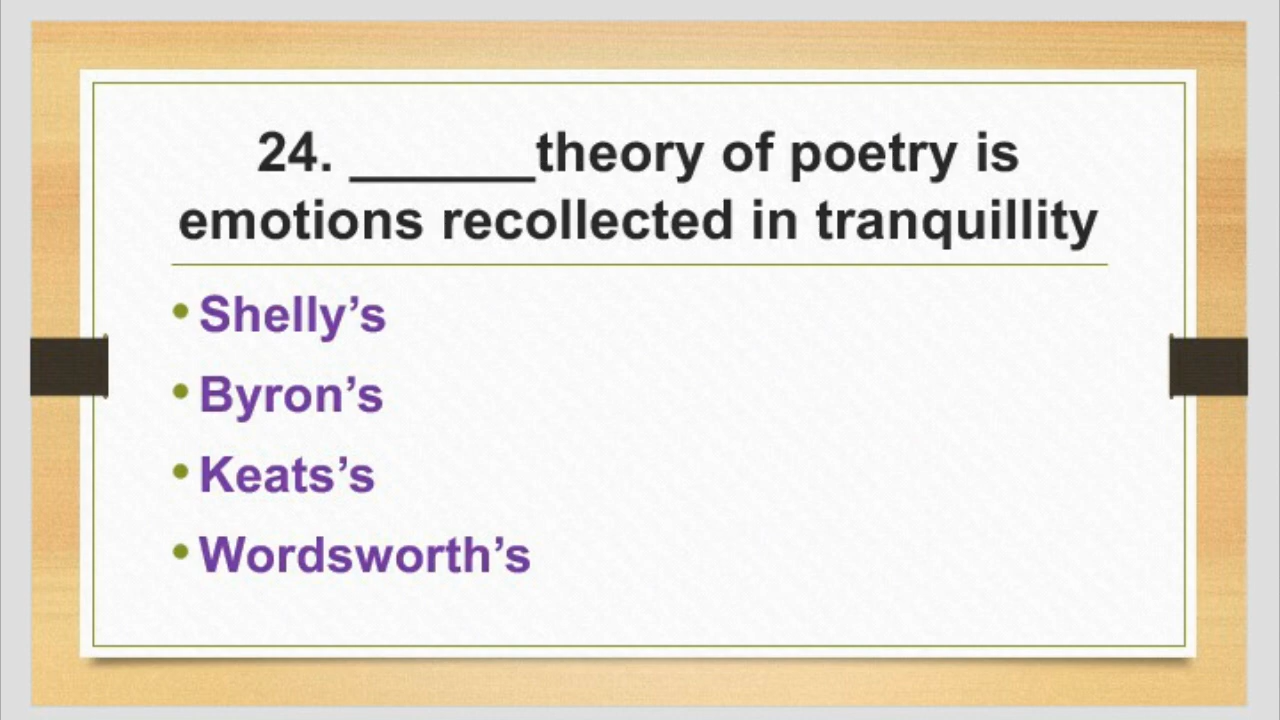 24. ______theory of poetry is
emotions recollected in tranquillity
• Shelly’s
• Byron’s
• Keats’s
• Wordsworth’s